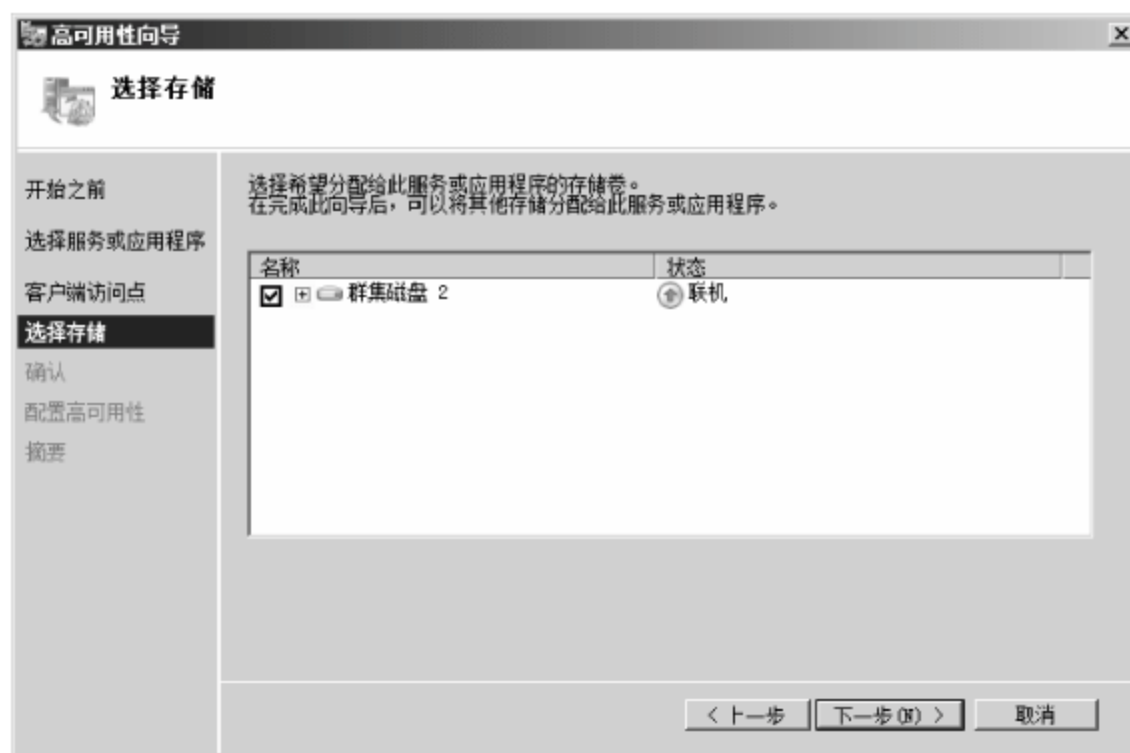 高可用性向导
选择存储
开始之前
选择服务或应用程序
客户端访问点
选择存储
确认
配置高可用性
摘要
选择希望分配给此服务或应用程序的存储卷。
在完成此向导后，可以将其他存储分配给此服务或应用程序。
名称 状态
群集磁盘 2 联机
< 上一步 下一步(N) > 取消